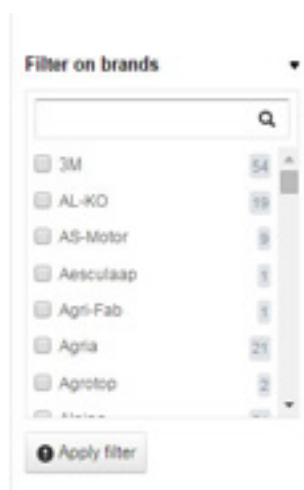 Filter on brands
3M 54
AL-KO 19
AS-Motor 9
Aesculaap 1
Agri-Fab 1
Agria 21
Agrotop 2
Apply filter